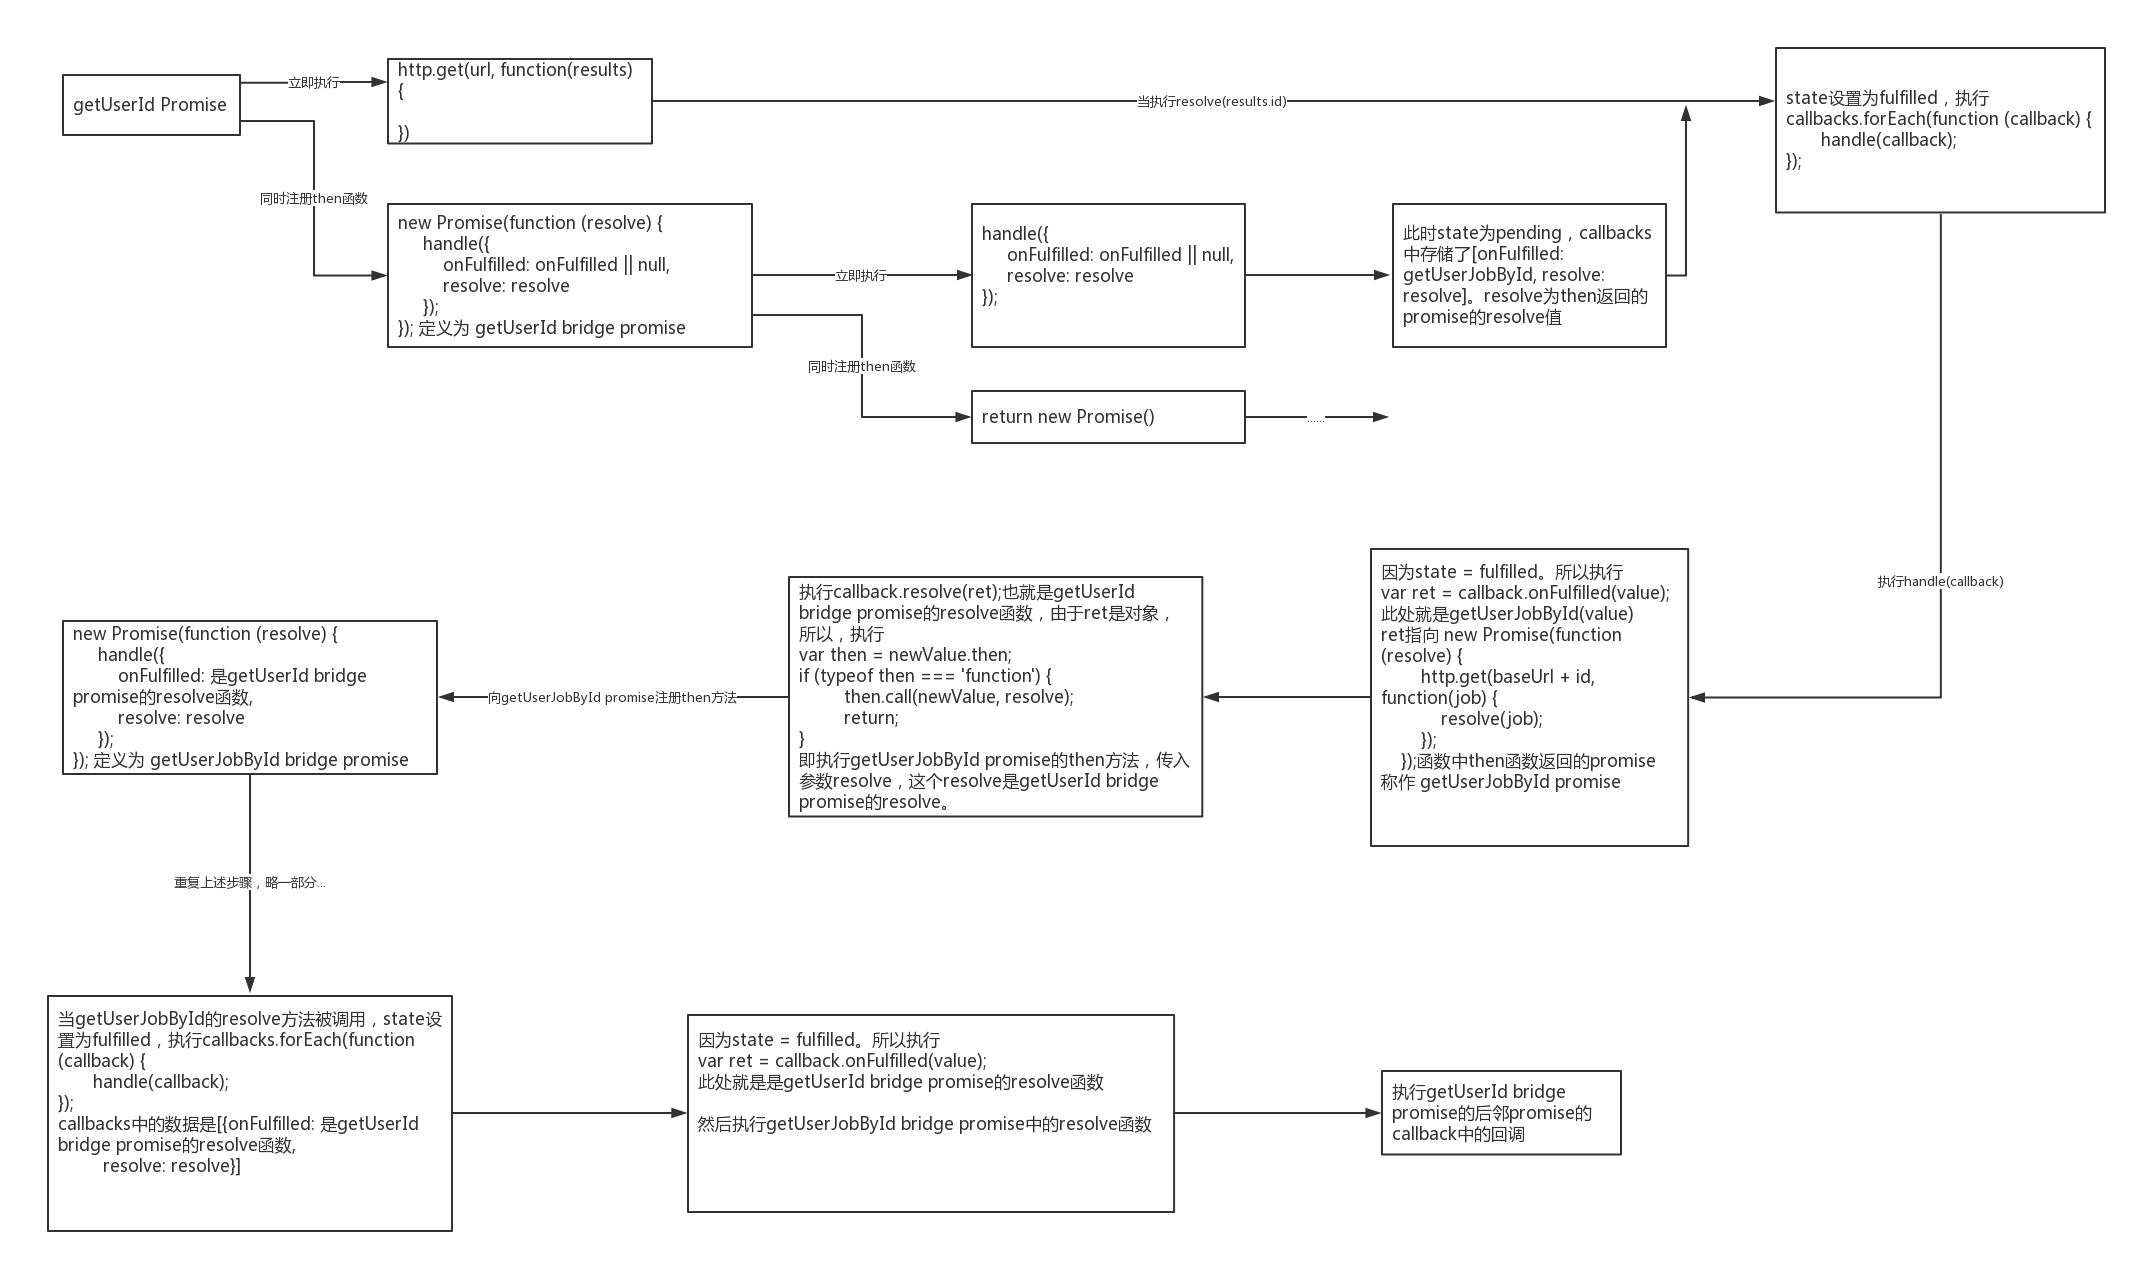 getUserId Promise
立即执行
http.get(url, function(results)
{
})
当执行resolve(results.id)
state设置为fulfilled，执行
callbacks.forEach(function (callback) {
handle(callback);
});
同时注册then函数
new Promise(function (resolve) {
handle({
onFulfilled: onFulfilled || null,
resolve: resolve
});
}); 定义为 getUserId bridge promise
立即执行
handle({
onFulfilled: onFulfilled || null,
resolve: resolve
});
此时state为pending，callbacks
中存储了[onFulfilled:
getUserJobById, resolve:
resolve]。resolve为then返回的
promise的resolve值
同时注册then函数
return new Promise()
......
执行handle(callback)
因为state = fulfilled。所以执行
var ret = callback.onFulfilled(value);
此处就是getUserJobById(value)
ret指向 new Promise(function
(resolve) {
http.get(baseUrl + id,
function(job) {
resolve(job);
});
});函数中then函数返回的promise
称作 getUserJobById promise
执行callback.resolve(ret);也就是getUserId
bridge promise的resolve函数，由于ret是对象，
所以，执行
var then = newValue.then;
if (typeof then === 'function') {
then.call(newValue, resolve);
return;
}
即执行getUserJobById promise的then方法，传入
参数resolve，这个resolve是getUserId bridge
promise的resolve。
向getUserJobById promise注册then方法
new Promise(function (resolve) {
handle({
onFulfilled: 是getUserId bridge
promise的resolve函数,
resolve: resolve
});
}); 定义为 getUserJobById bridge promise
重复上述步骤，略一部分...
当getUserJobById的resolve方法被调用，state设
置为fulfilled，执行callbacks.forEach(function
(callback) {
handle(callback);
});
callbacks中的数据是[{onFulfilled: 是getUserId
bridge promise的resolve函数,
resolve: resolve}]
因为state = fulfilled。所以执行
var ret = callback.onFulfilled(value);
此处就是是getUserId bridge promise的resolve函数
然后执行getUserJobById bridge promise中的resolve函数
执行getUserId bridge
promise的后邻promise的
callback中的回调